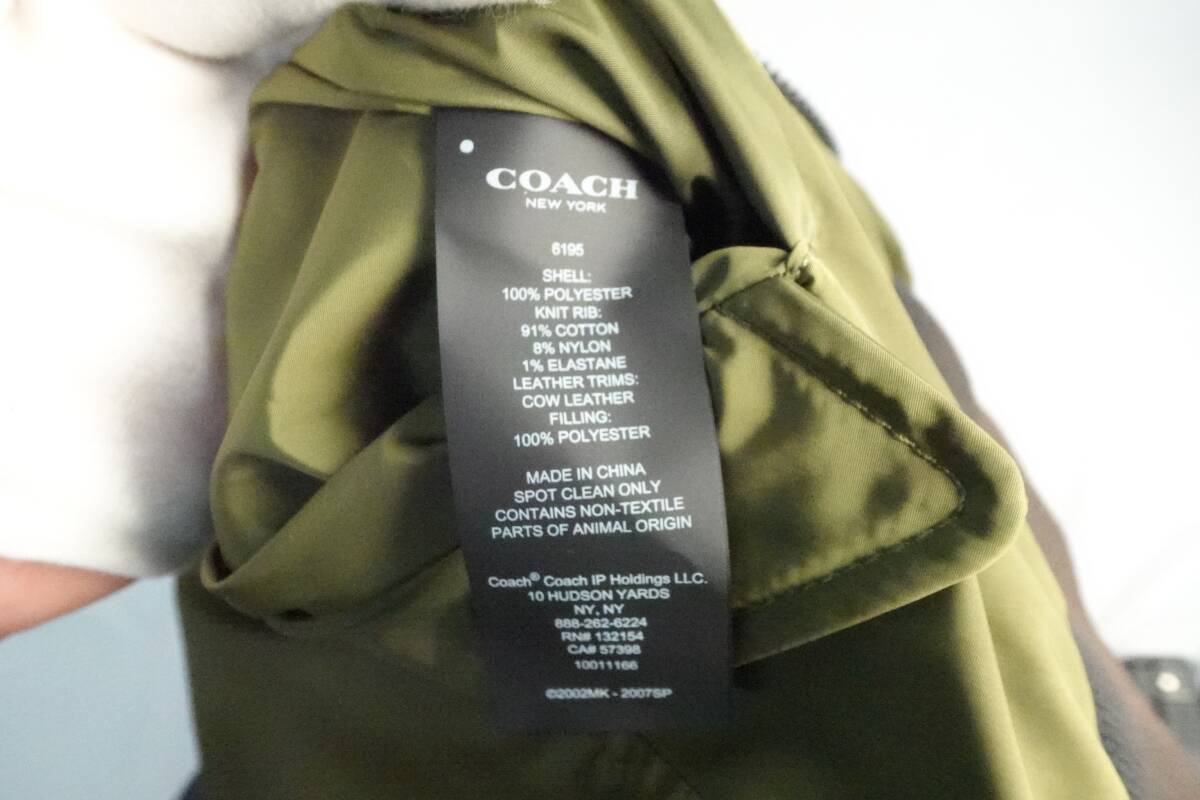 COACH
NEW YORK
6195
SHELL:
100% POLYESTER
KNIT RIB:
91% COTTON
8% NYLON
1% ELASTANE
LEATHER TRIMS:
COW LEATHER
FILLING:
100% POLYESTER
MADE IN CHINA
SPOT CLEAN ONLY
CONTAINS NON-TEXTILE
PARTS OF ANIMAL ORIGIN
Coach® Coach IP Holdings LLC.
10 HUDSON YARDS
NY, NY
888-262-6224
RN# 132154
CA# 57398
10011166
©2002MK - 2007SP